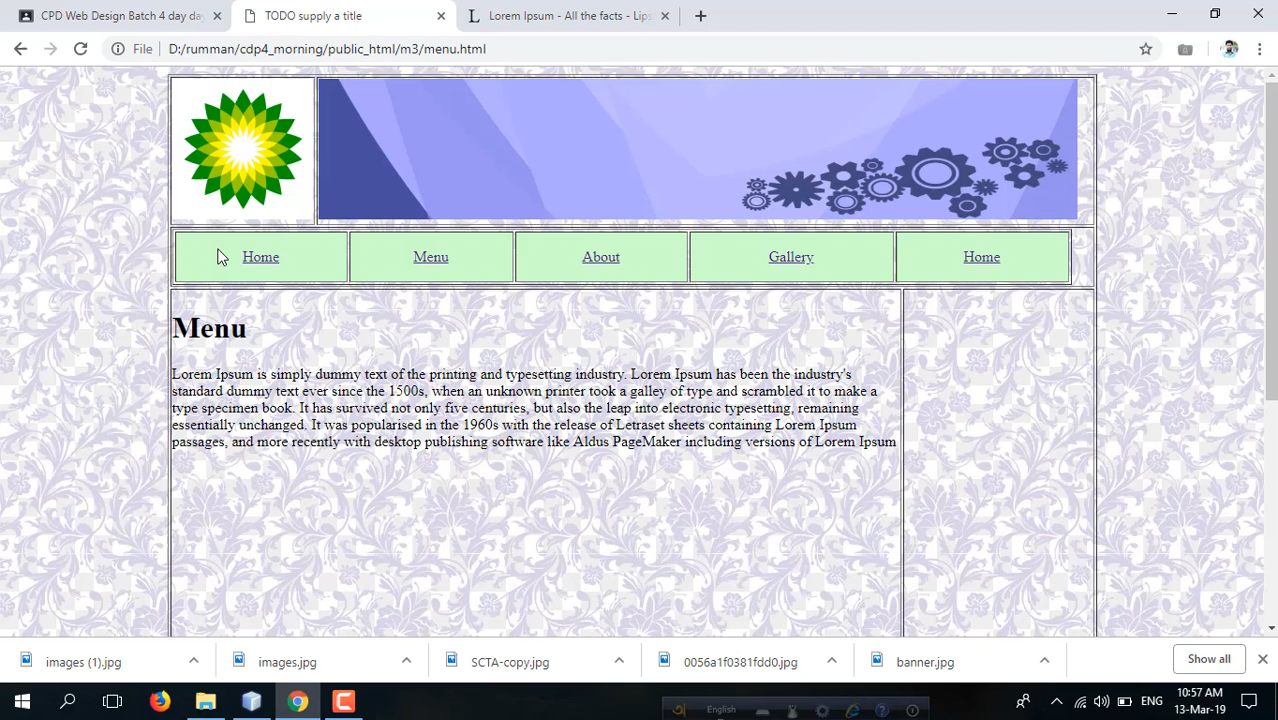 CPD Web Design Batch 4 day day
TODO supply a title
Lorem Ipsum - All the facts - Lips
File
D:/rumman/cdp4_morning/public_html/m3/menu.html
Home
Menu
About
Gallery
Home
Menu
Lorem Ipsum is simply dummy text of the printing and typesetting industry. Lorem Ipsum has been the industry's
standard dummy text ever since the 1500s, when an unknown printer took a galley of type and scrambled it to make a
type specimen book. It has survived not only five centuries, but also the leap into electronic typesetting, remaining
essentially unchanged. It was popularised in the 1960s with the release of Letraset sheets containing Lorem Ipsum
passages, and more recently with desktop publishing software like Aldus PageMaker including versions of Lorem Ipsum
images (1).jpg
images.jpg
SCTA-copy.jpg
0056a1f0381fdd0.jpg
banner.jpg
Show all
English
ENG
10:57 AM
13-Mar-19